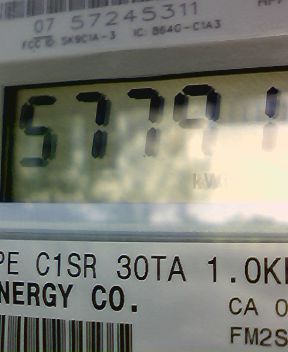 07 57245311
FCC ID: SK9C1A-3 IC: 864G-C1A3
57791
kWh
PE C1SR 30TA 1.0K
NERGY CO.
CA 0
FM2S